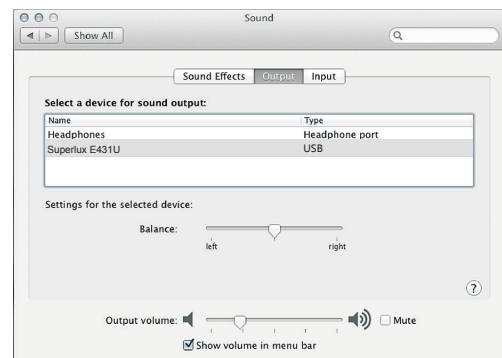 Sound
Show All
Sound Effects Output Input
Select a device for sound output:
Name Type
Headphones Headphone port
Superlux E431U USB
Settings for the selected device:
Balance:
left right
?
Output volume: Mute
Show volume in menu bar